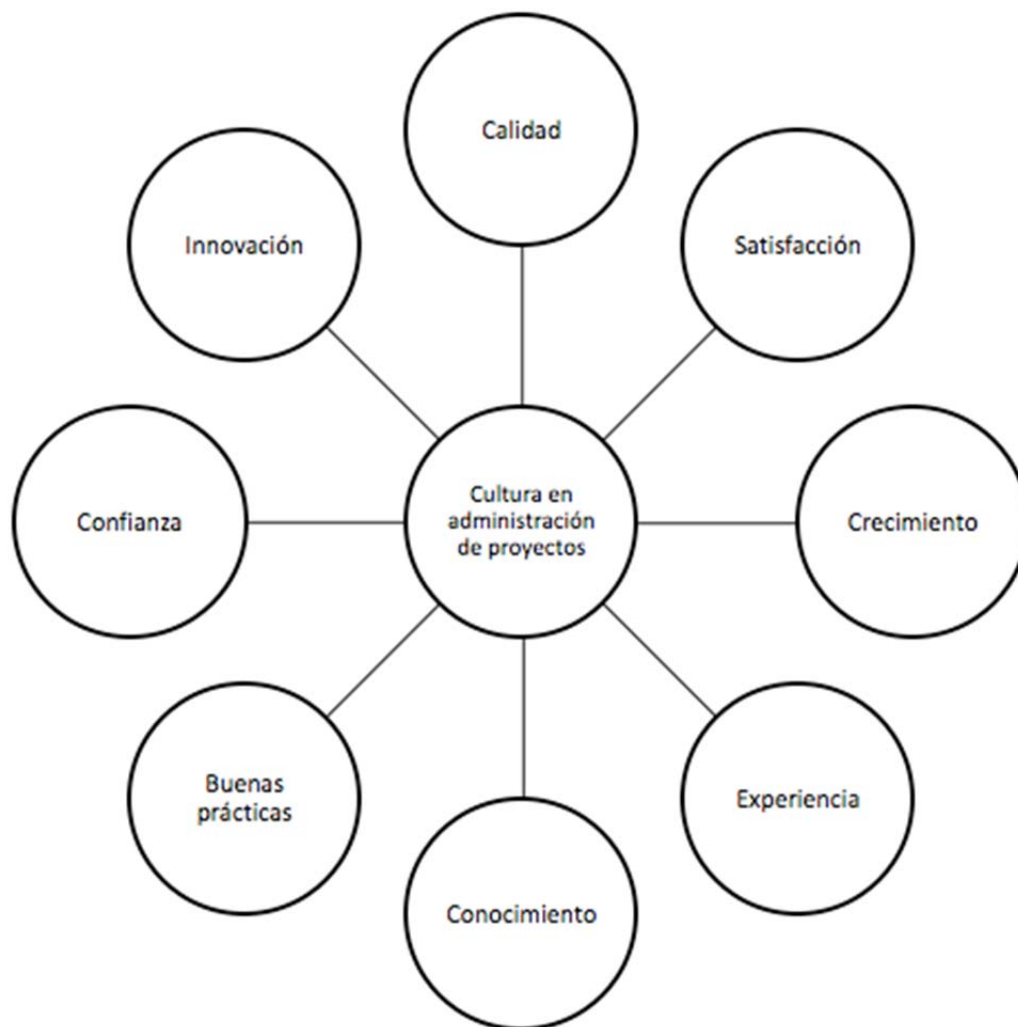 Calidad
Innovación
Satisfacción
Confianza
Cultura en
administración
de proyectos
Crecimiento
Buenas
prácticas
Experiencia
Conocimiento